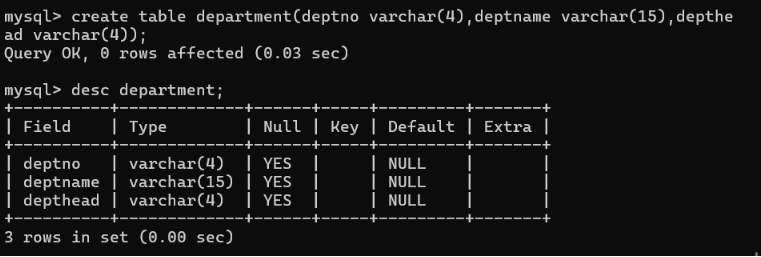 mysql> create table department(deptno varchar(4),deptname varchar(15),depthe
ad varchar(4));
Query OK, 0 rows affected (0.03 sec)

mysql> desc department;
+----------+-------------+------+-----+---------+-------+
| Field    | Type        | Null | Key | Default | Extra |
+----------+-------------+------+-----+---------+-------+
| deptno   | varchar(4)  | YES  |     | NULL    |       |
| deptname | varchar(15) | YES  |     | NULL    |       |
| depthead | varchar(4)  | YES  |     | NULL    |       |
+----------+-------------+------+-----+---------+-------+
3 rows in set (0.00 sec)